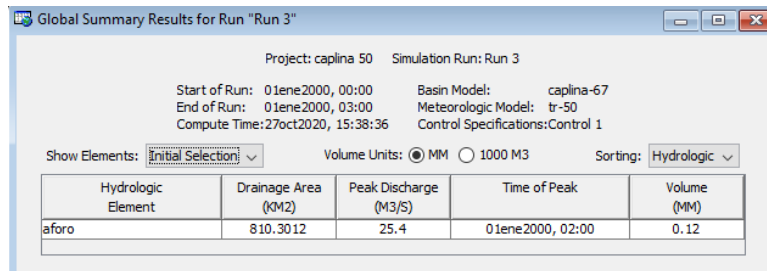 Global Summary Results for Run "Run 3"
Project: caplina 50 Simulation Run: Run 3
Start of Run: 01ene2000, 00:00 Basin Model: caplina-67
End of Run: 01ene2000, 03:00 Meteorologic Model: tr-50
Compute Time:27oct2020, 15:38:36 Control Specifications:Control 1
Show Elements: Initial Selection Volume Units: MM 1000 M3 Sorting: Hydrologic
Hydrologic Drainage Area Peak Discharge Time of Peak Volume
Element (KM2) (M3/S) (MM)
aforo 810.3012 25.4 01ene2000, 02:00 0.12